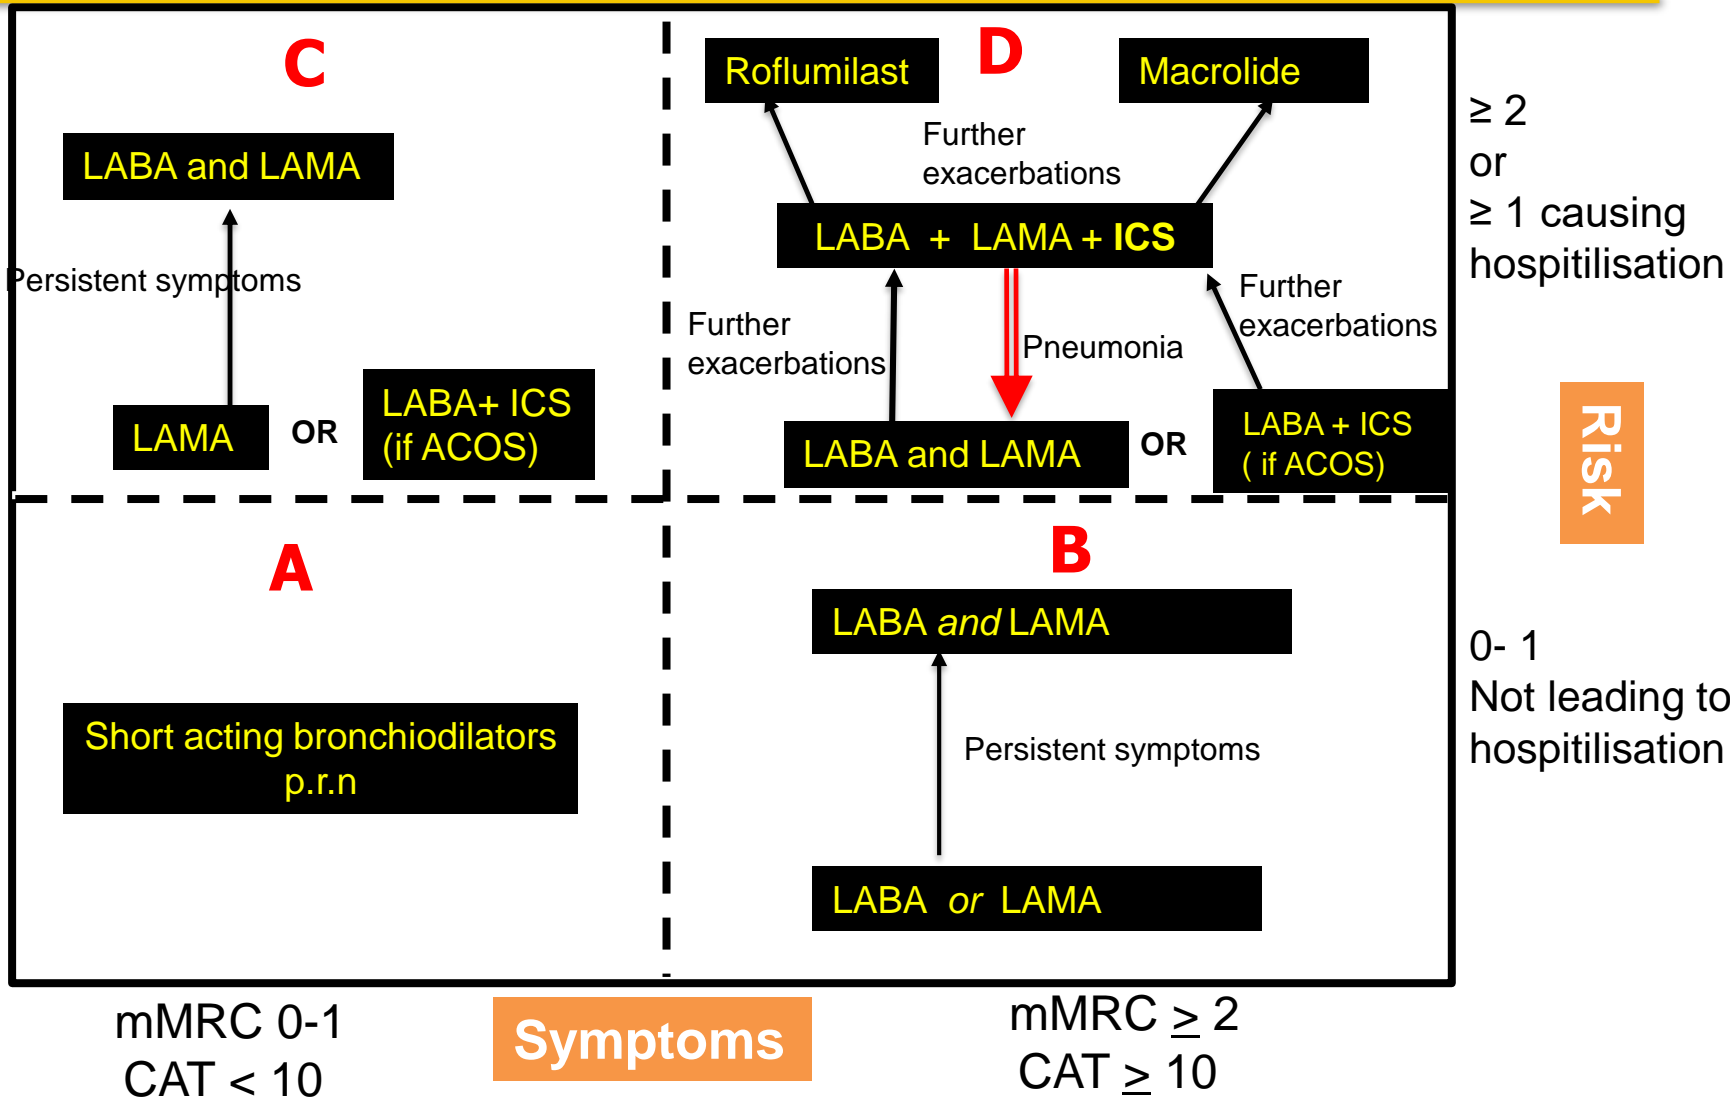 C
LABA and LAMA
Persistent symptoms
LAMA
OR
LABA+ ICS
(if ACOS)
D
Roflumilast
Macrolide
Further
exacerbations
LABA + LAMA + ICS
Further
exacerbations
Pneumonia
Further
exacerbations
LABA and LAMA
OR
LABA + ICS
( if ACOS)
≥ 2
or
≥ 1 causing
hospitilisation
Risk
A
Short acting bronchiodilators
p.r.n
B
LABA and LAMA
Persistent symptoms
LABA or LAMA
0- 1
Not leading to
hospitilisation
mMRC 0-1
CAT < 10
Symptoms
mMRC ≥ 2
CAT ≥ 10